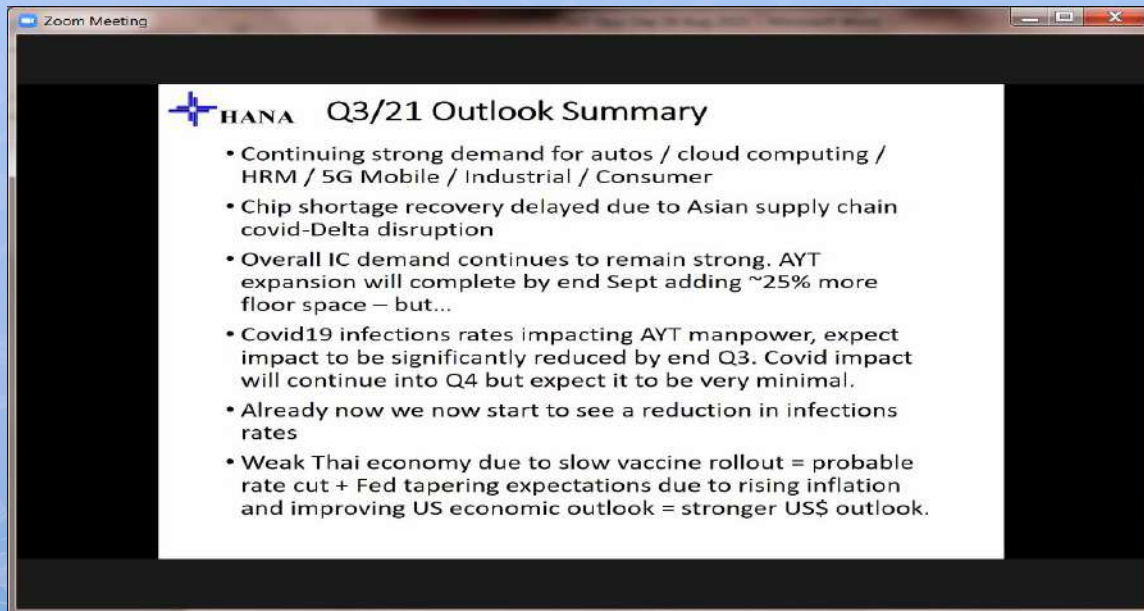 Zoom Meeting
HANA Q3/21 Outlook Summary
• Continuing strong demand for autos / cloud computing /
HRM / 5G Mobile / Industrial / Consumer
• Chip shortage recovery delayed due to Asian supply chain
covid-Delta disruption
• Overall IC demand continues to remain strong. AYT
expansion will complete by end Sept adding ~25% more
floor space – but...
• Covid19 infections rates impacting AYT manpower, expect
impact to be significantly reduced by end Q3. Covid impact
will continue into Q4 but expect it to be very minimal.
• Already now we now start to see a reduction in infections
rates
• Weak Thai economy due to slow vaccine rollout = probable
rate cut + Fed tapering expectations due to rising inflation
and improving US economic outlook = stronger US$ outlook.